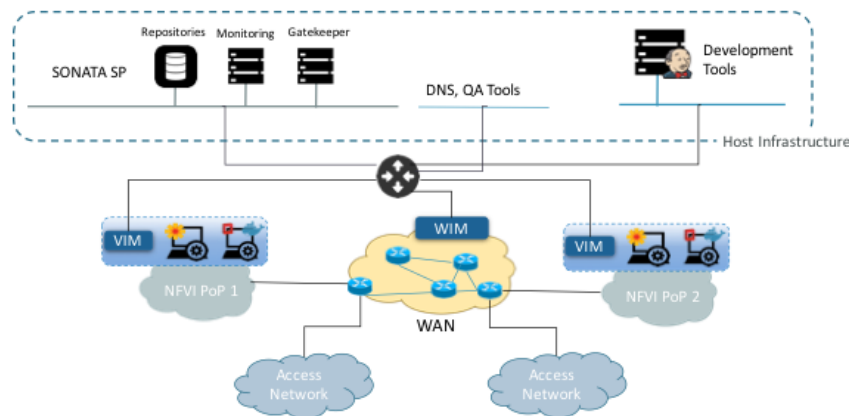 Repositories
Monitoring
Gatekeeper
SONATA SP
DNS, QA Tools
Development
Tools
Host Infrastructure
VIM
WIM
VIM
NFVI PoP 1
NFVI PoP 2
WAN
Access
Network
Access
Network